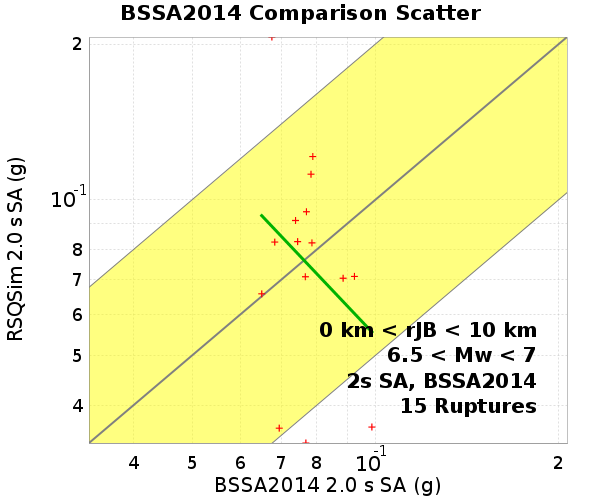 BSSA2014 Comparison Scatter
RSQSim 2.0 s SA (g)
2
10-1
8
7
6
5
4
0 km < rJB < 10 km
6.5 < Mw < 7
2s SA, BSSA2014
15 Ruptures
4 5 6 7 8 10-1 2
BSSA2014 2.0 s SA (g)